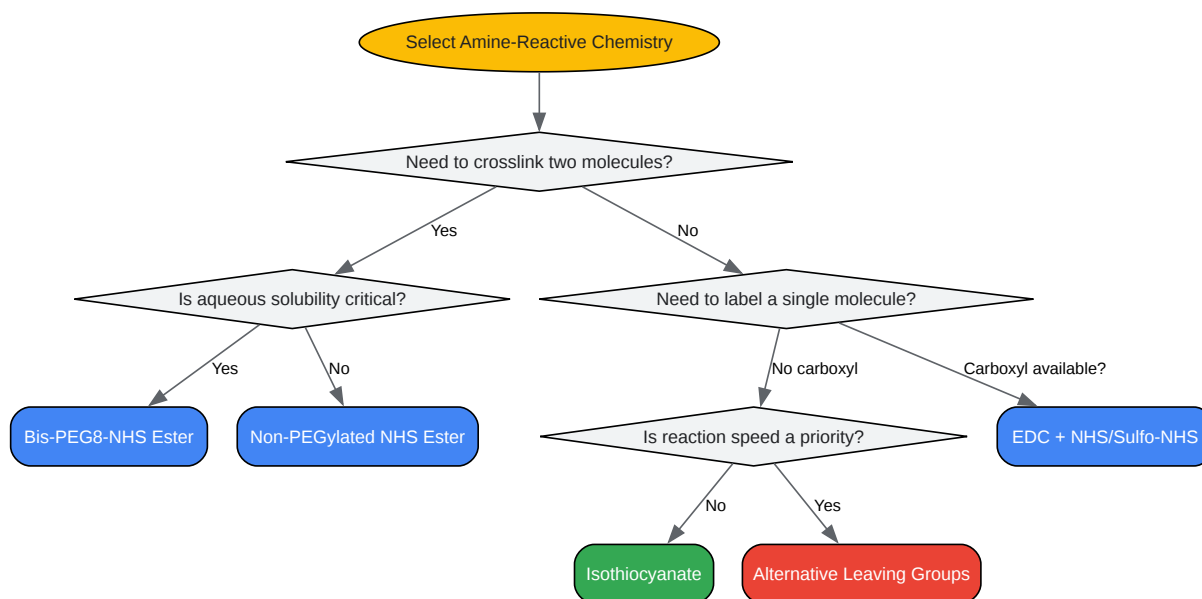 Select Amine-Reactive Chemistry
Need to crosslink two molecules?
Yes
No
Is aqueous solubility critical?
Need to label a single molecule?
Yes
No
No carboxyl
Carboxyl available?
Bis-PEG8-NHS Ester
Non-PEGylated NHS Ester
Is reaction speed a priority?
EDC + NHS/Sulfo-NHS
No
Yes
Isothiocyanate
Alternative Leaving Groups